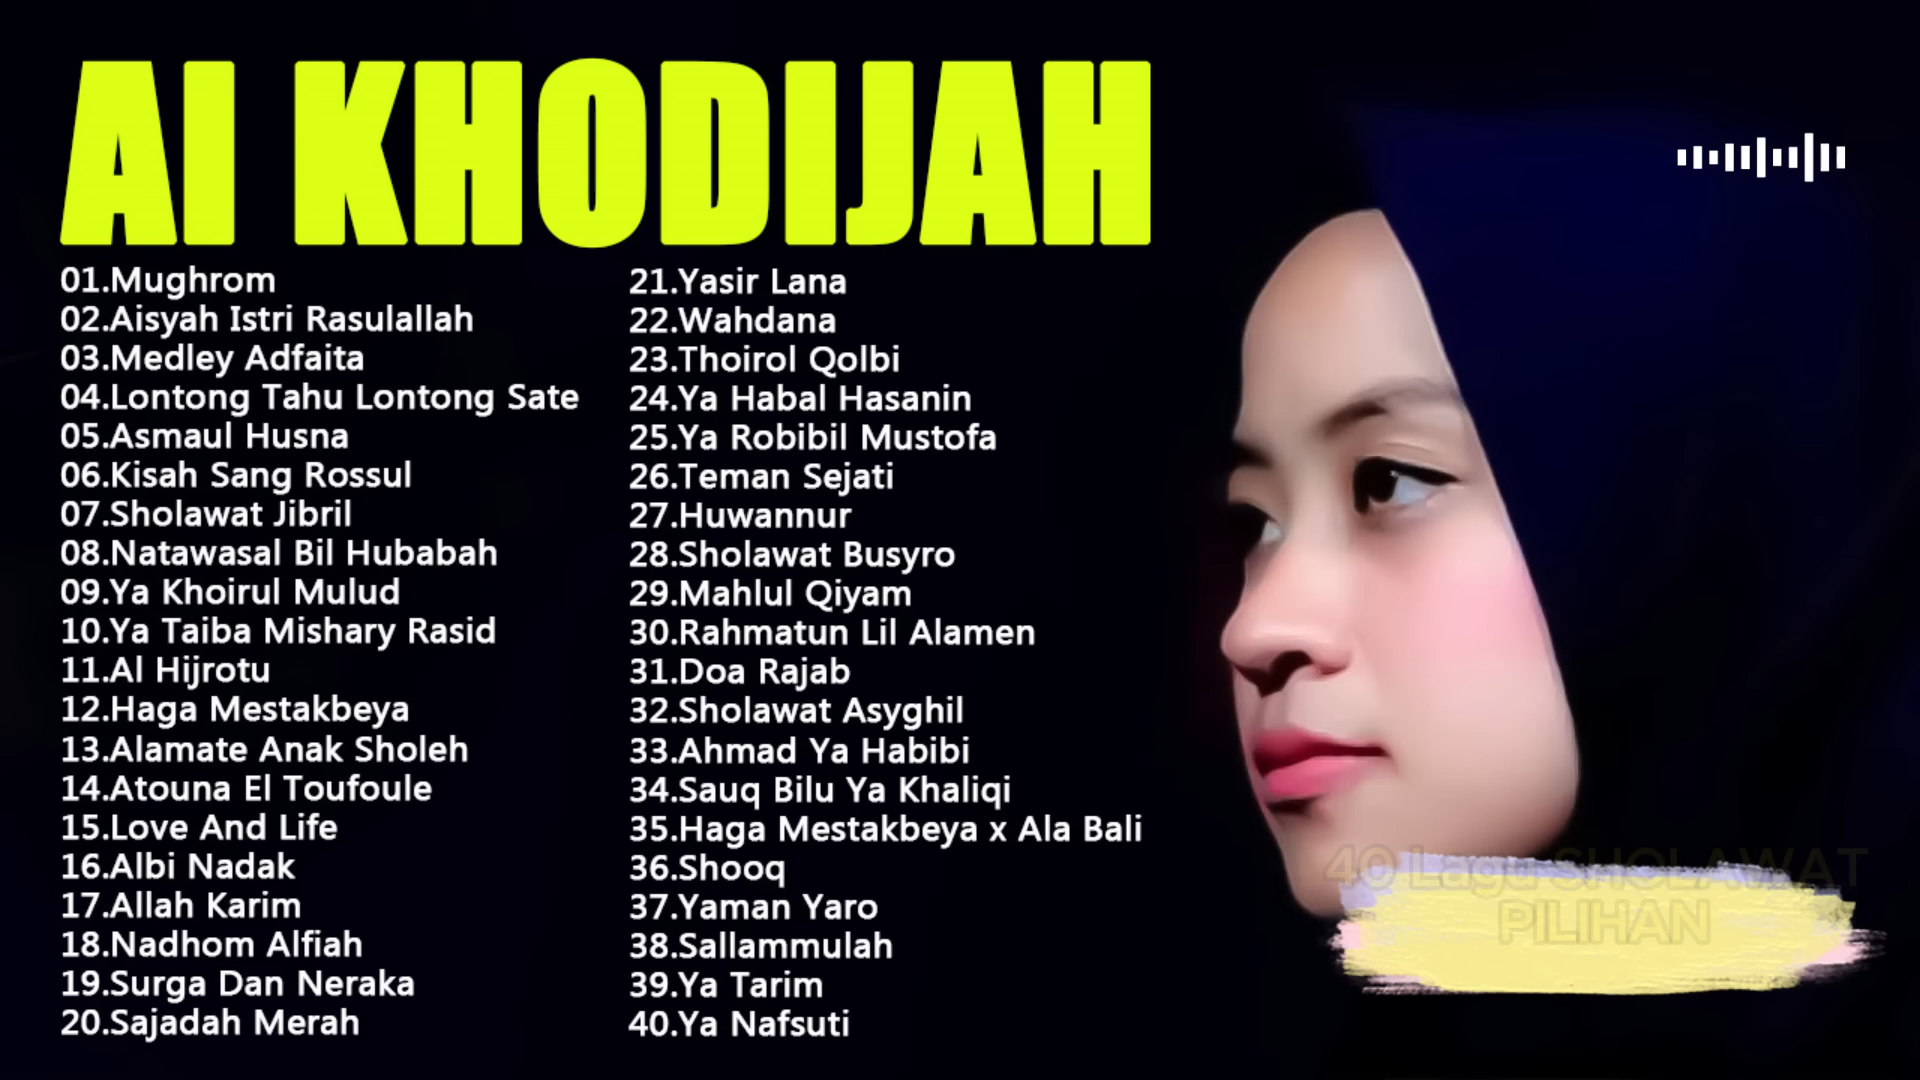 AI KHODIJAH
01.Mughrom
02.Aisyah Istri Rasulallah
03.Medley Adfaita
04.Lontong Tahu Lontong Sate
05.Asmaul Husna
06.Kisah Sang Rossul
07.Sholawat Jibril
08.Natawasal Bil Hubabah
09.Ya Khoirul Mulud
10.Ya Taiba Mishary Rasid
11.Al Hijrotu
12.Haga Mestakbeya
13.Alamate Anak Sholeh
14.Atouna El Toufoule
15.Love And Life
16.Albi Nadak
17.Allah Karim
18.Nadhom Alfiah
19.Surga Dan Neraka
20.Sajadah Merah
21.Yasir Lana
22.Wahdana
23.Thoirol Qolbi
24.Ya Habal Hasanin
25.Ya Robibil Mustofa
26.Teman Sejati
27.Huwannur
28.Sholawat Busyro
29.Mahlul Qiyam
30.Rahmatun Lil Alamen
31.Doa Rajab
32.Sholawat Asyghil
33.Ahmad Ya Habibi
34.Sauq Bilu Ya Khaliqi
35.Haga Mestakbeya x Ala Bali
36.Shooq
37.Yaman Yaro
38.Sallammulah
39.Ya Tarim
40.Ya Nafsuti
40 Lagu SHOLAWAT
PILIHAN